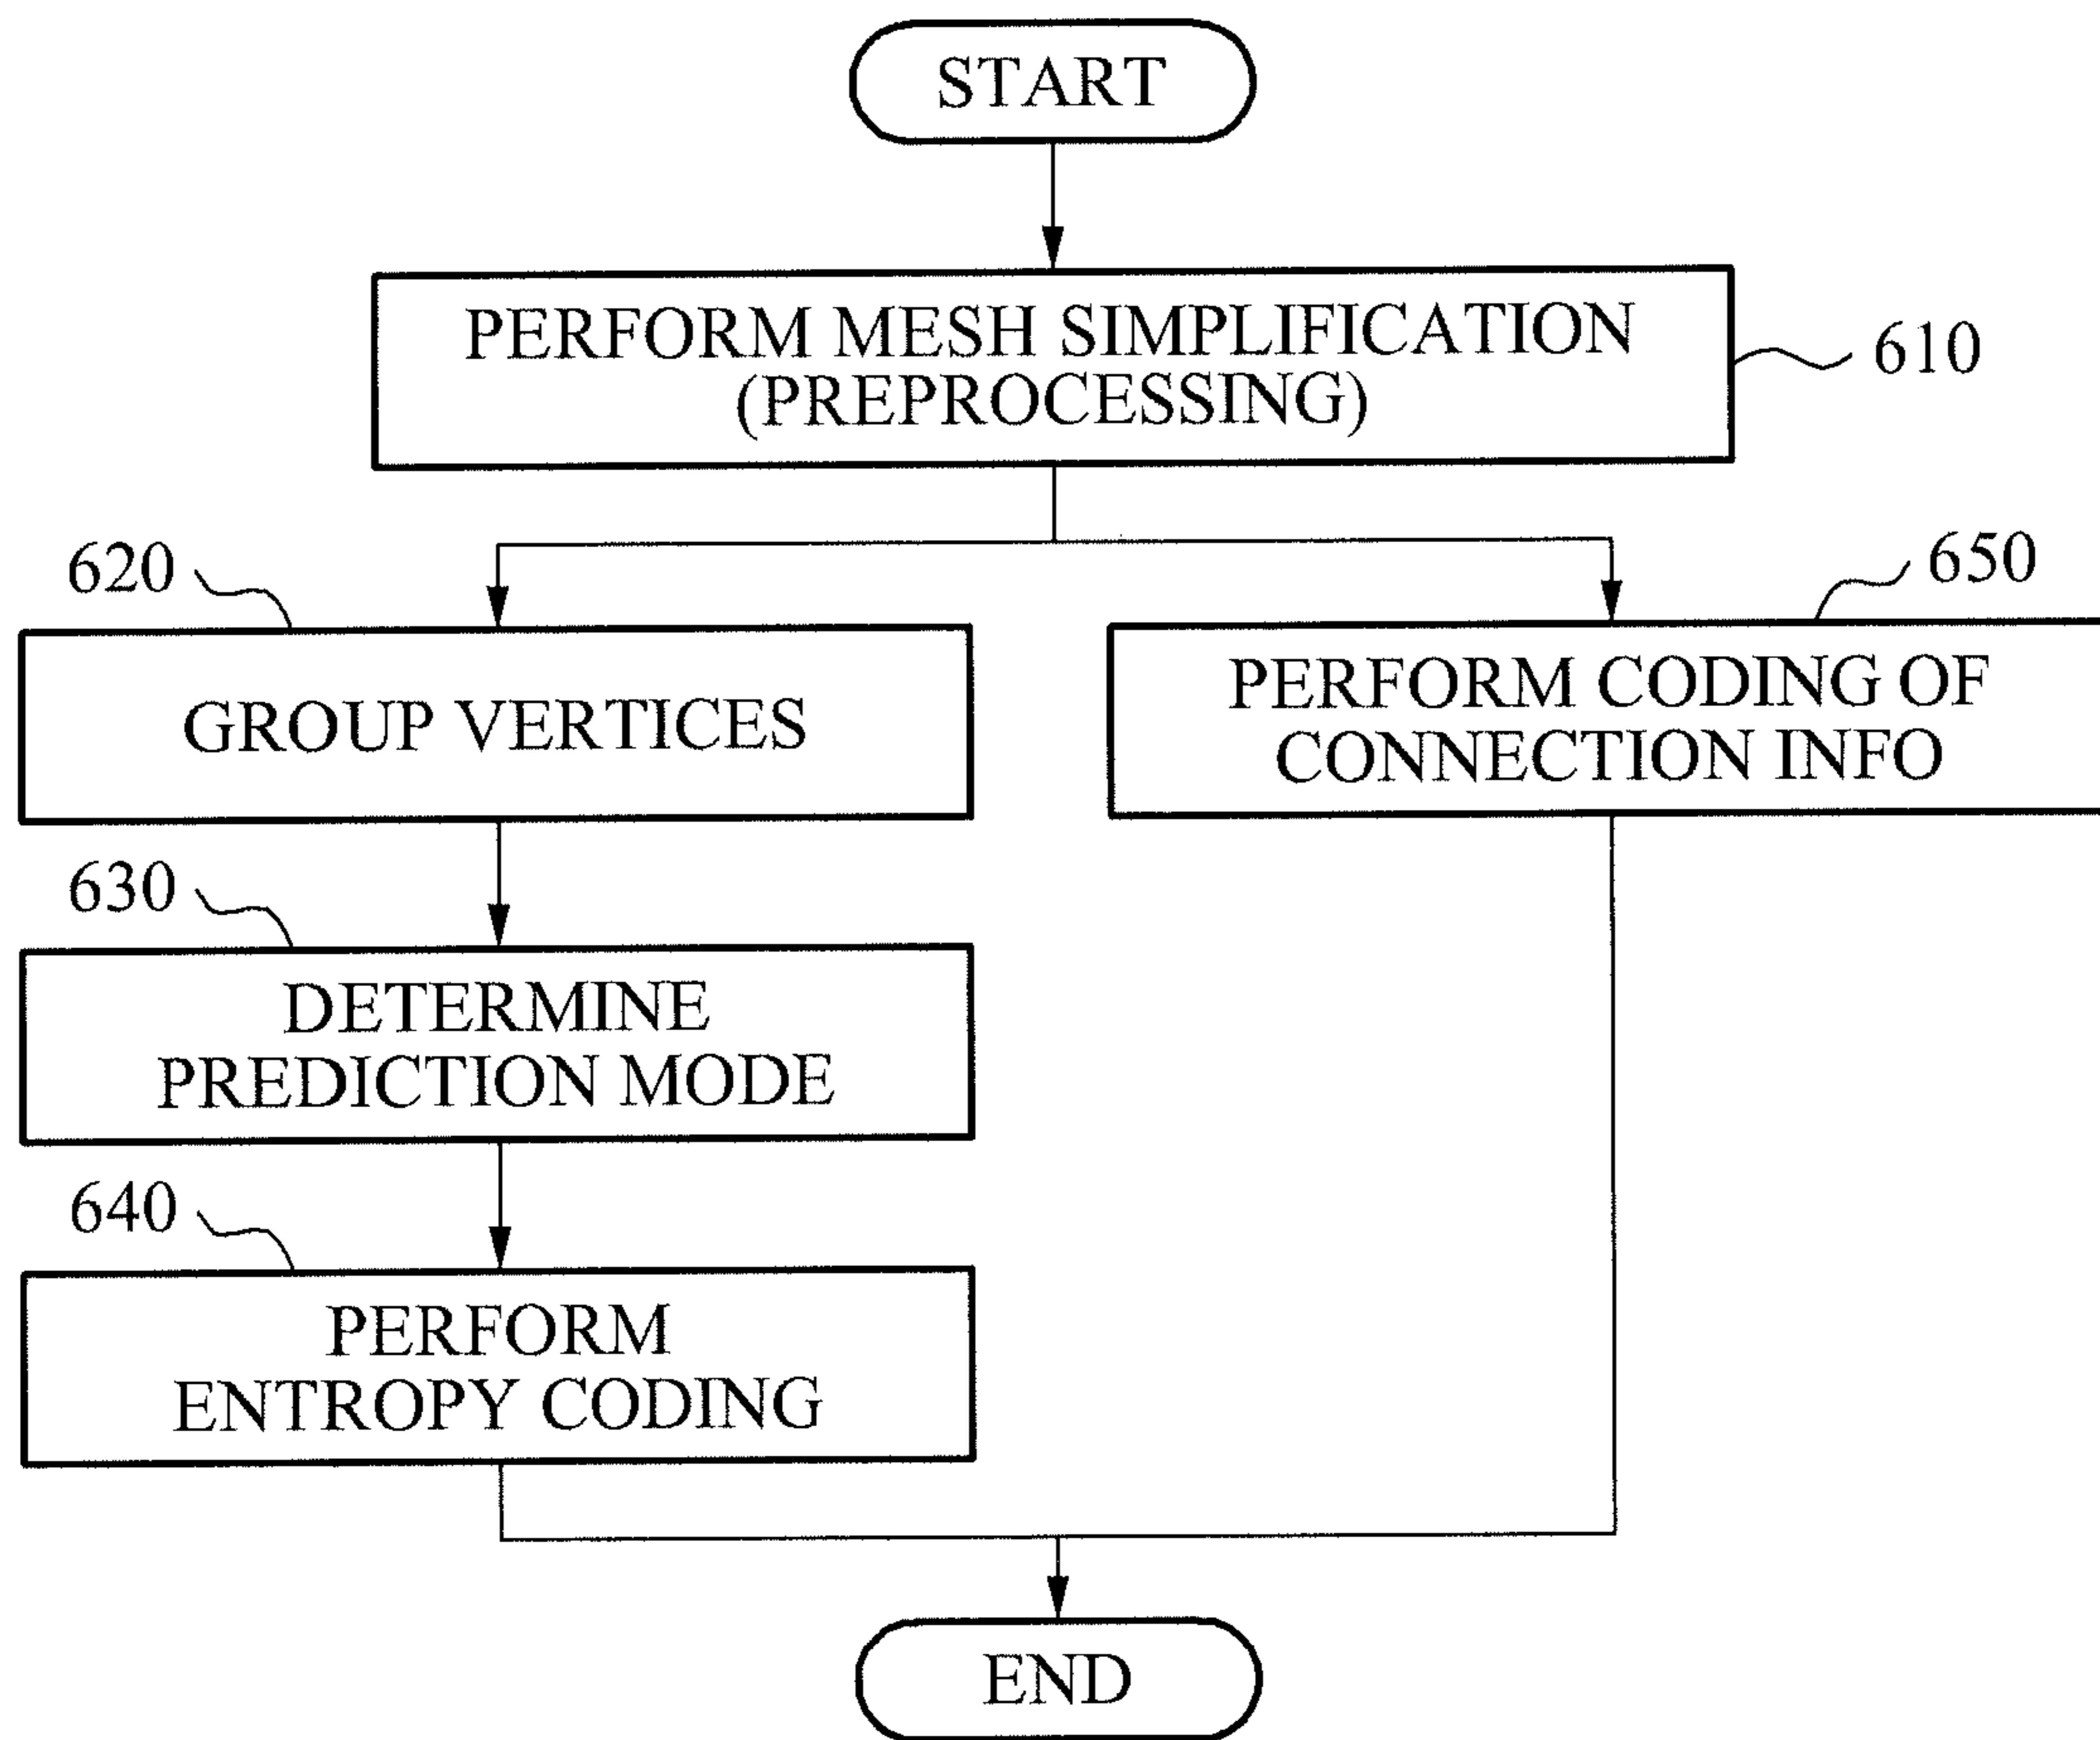 START
PERFORM MESH SIMPLIFICATION
(PREPROCESSING)
610
620
GROUP VERTICES
650
PERFORM CODING OF
CONNECTION INFO
630
DETERMINE
PREDICTION MODE
640
PERFORM
ENTROPY CODING
END